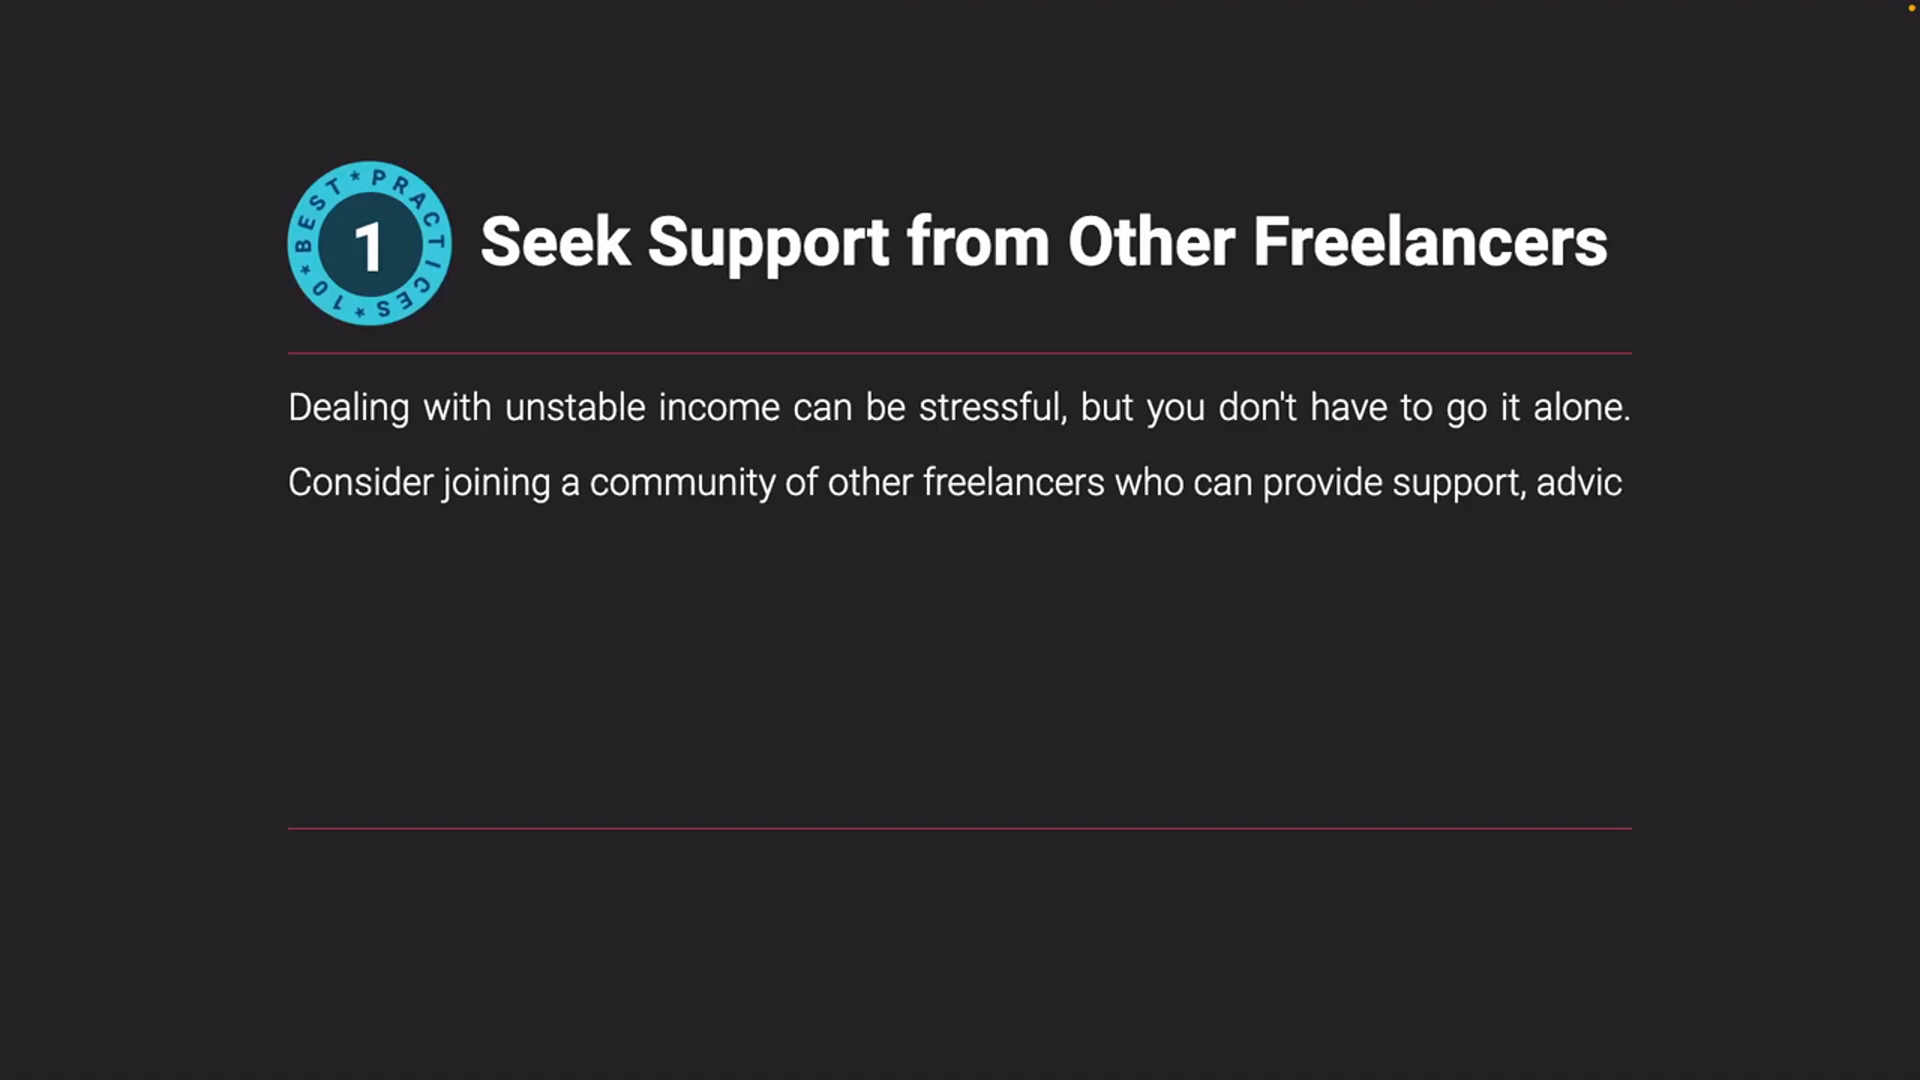 10 * BEST * PRACTICES *
1
Seek Support from Other Freelancers
Dealing with unstable income can be stressful, but you don't have to go it alone.
Consider joining a community of other freelancers who can provide support, advic